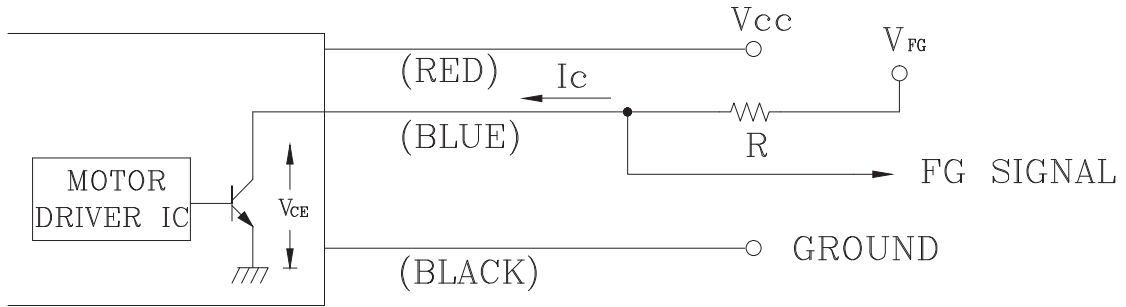 Vcc
VFG
(RED)
Ic
(BLUE)
R
MOTOR
DRIVER IC
VCE
FG SIGNAL
(BLACK)
GROUND